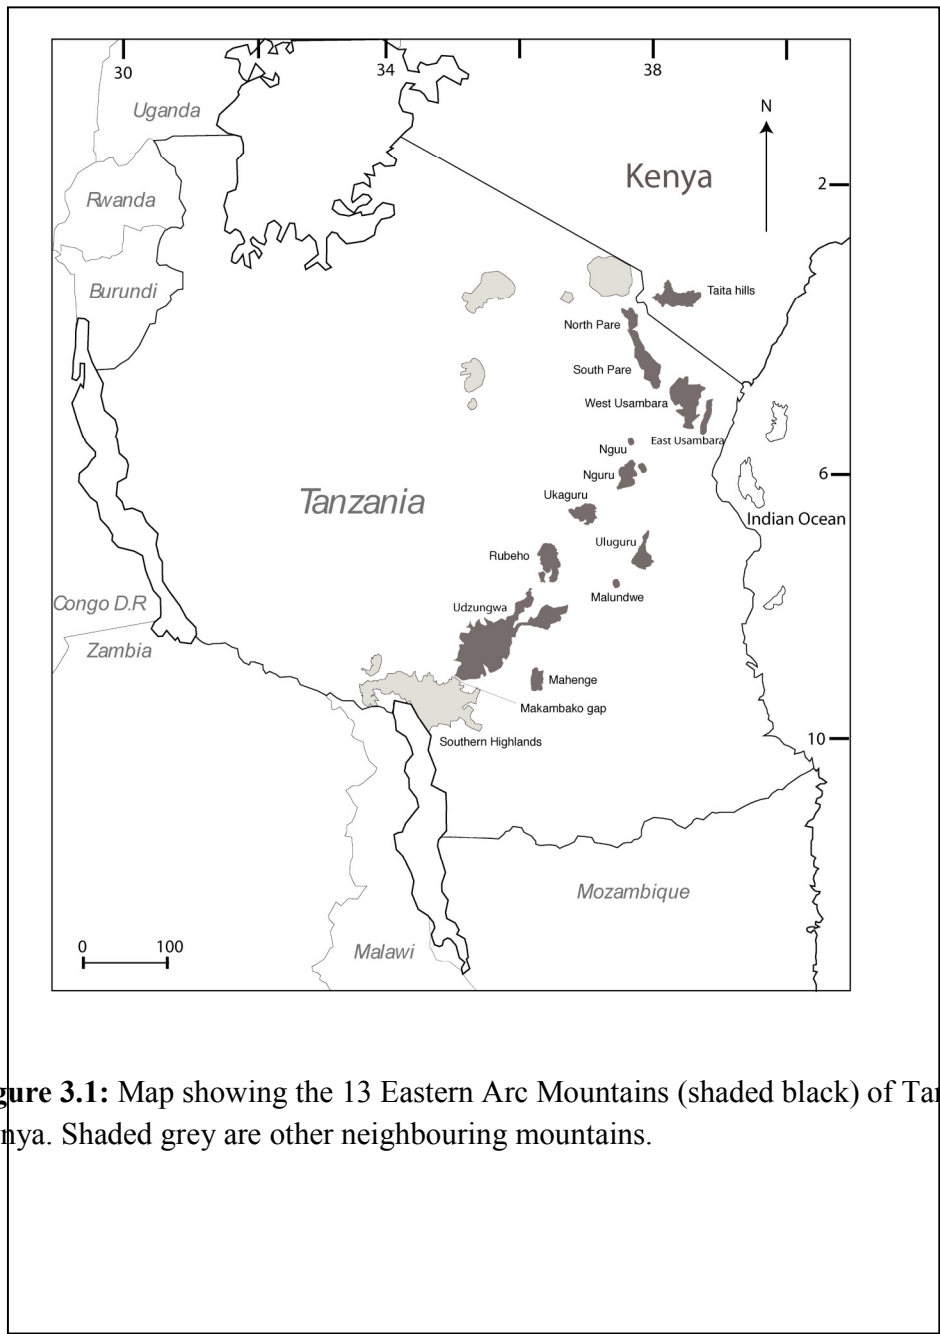 30
34
38
N
Uganda
Kenya
2
Rwanda
Burundi
Taita hills
North Pare
South Pare
West Usambara
East Usambara
Nguu
Nguru
6
Ukaguru
Tanzania
Indian Ocean
Uluguru
Rubeho
Malundwe
Congo D.R
Udzungwa
Zambia
Mahenge
Makambako gap
10
Southern Highlands
Mozambique
0 100
Malawi
gure 3.1: Map showing the 13 Eastern Arc Mountains (shaded black) of Tan
nya. Shaded grey are other neighbouring mountains.